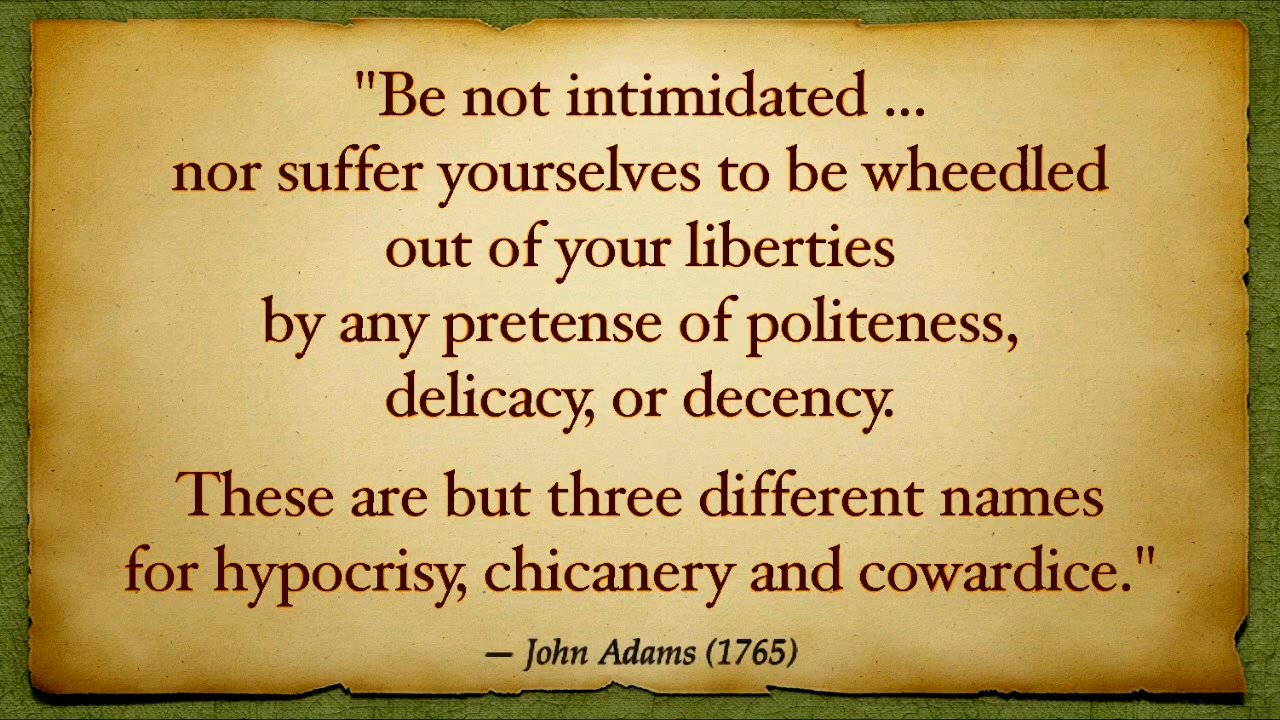 "Be not intimidated ...
nor suffer yourselves to be wheedled
out of your liberties
by any pretense of politeness,
delicacy, or decency.
These are but three different names
for hypocrisy, chicanery and cowardice."
— John Adams (1765)